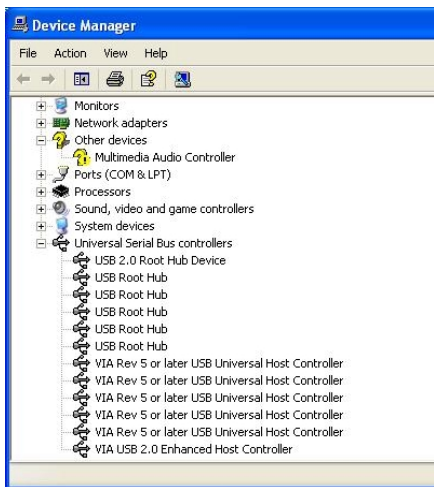 Device Manager
File Action View Help
Monitors
Network adapters
Other devices
Multimedia Audio Controller
Ports (COM & LPT)
Processors
Sound, video and game controllers
System devices
Universal Serial Bus controllers
USB 2.0 Root Hub Device
USB Root Hub
USB Root Hub
USB Root Hub
USB Root Hub
USB Root Hub
VIA Rev 5 or later USB Universal Host Controller
VIA Rev 5 or later USB Universal Host Controller
VIA Rev 5 or later USB Universal Host Controller
VIA Rev 5 or later USB Universal Host Controller
VIA Rev 5 or later USB Universal Host Controller
VIA USB 2.0 Enhanced Host Controller